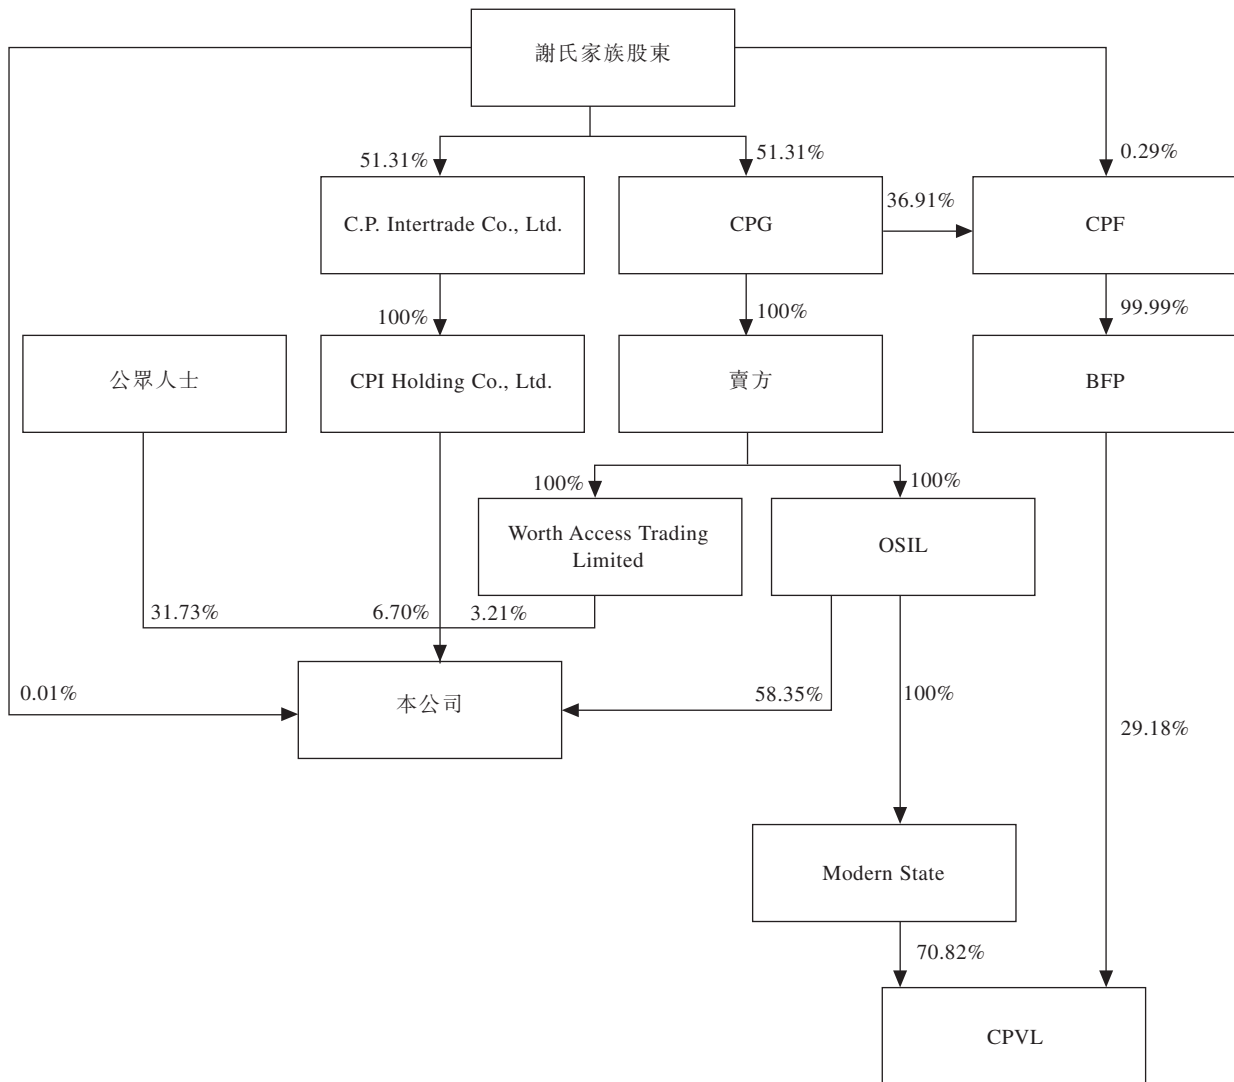 謝氏家族股東
51.31%
51.31%
0.29%
C.P. Intertrade Co., Ltd.
CPG
36.91%
CPF
100%
100%
99.99%
公眾人士
CPI Holding Co., Ltd.
賣方
BFP
100%
100%
Worth Access Trading
Limited
OSIL
31.73%
6.70%
3.21%
0.01%
本公司
58.35%
100%
29.18%
Modern State
70.82%
CPVL